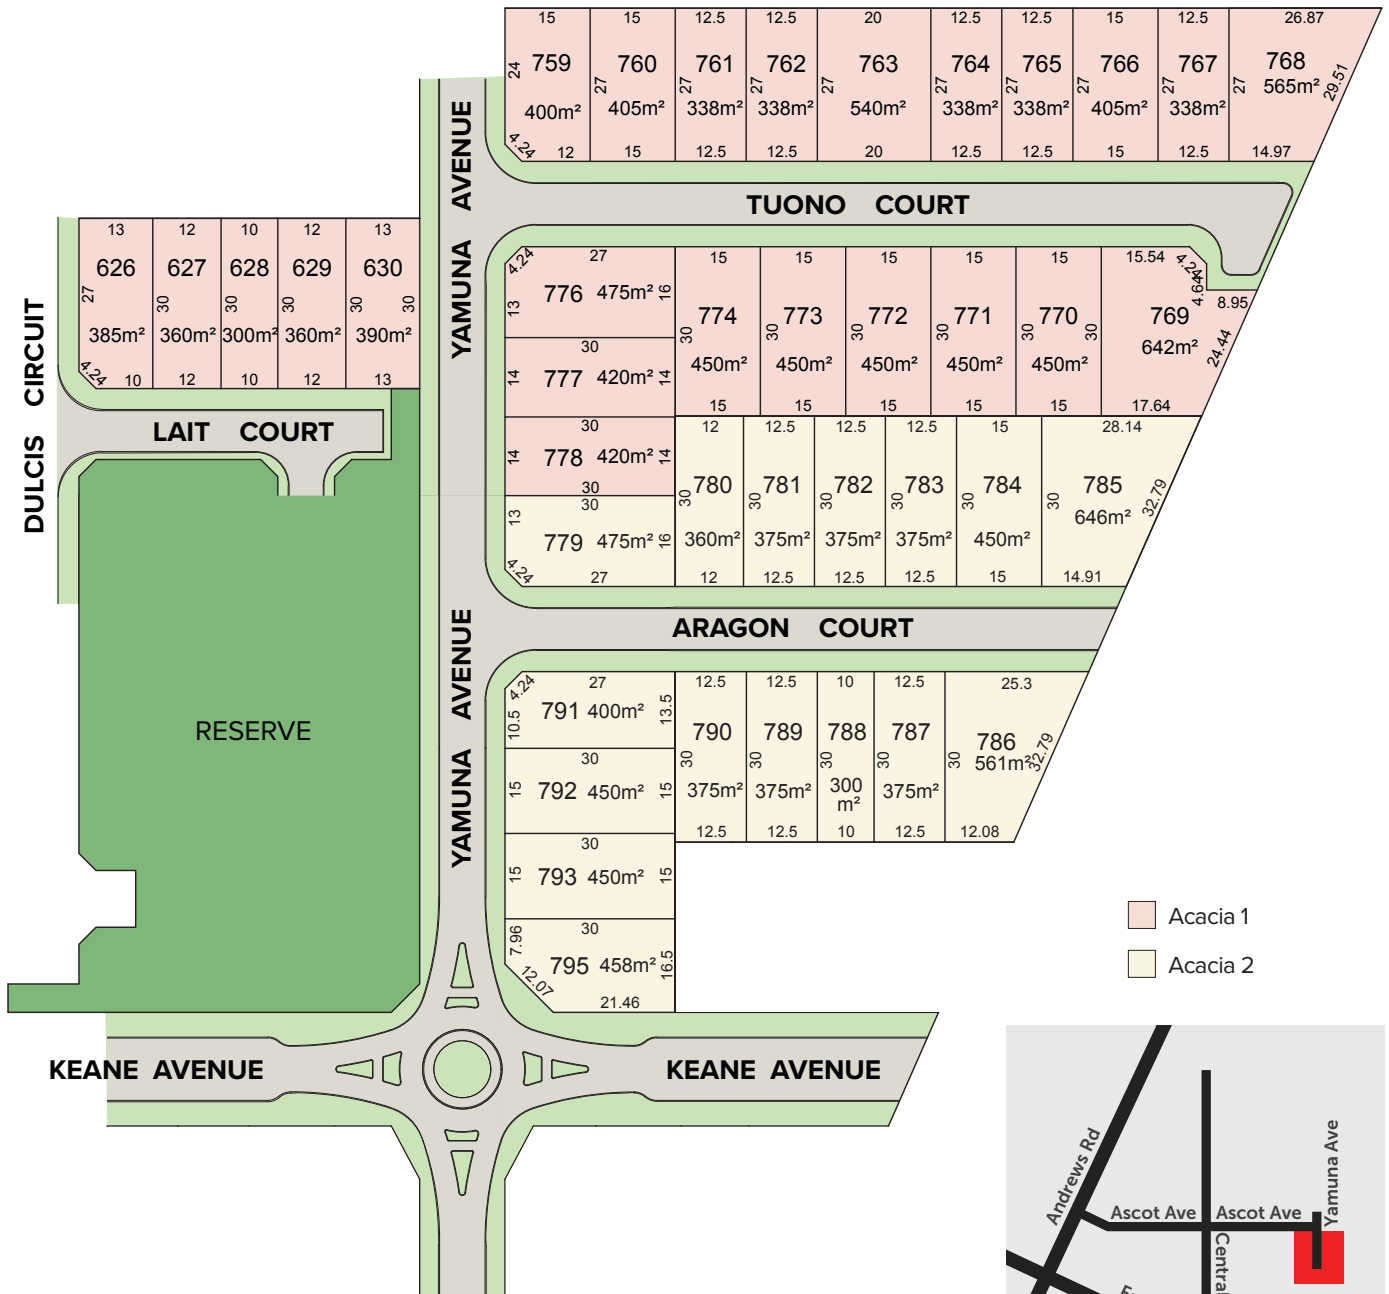 15 15 12.5 12.5 20 12.5 12.5 15 12.5 26.87
759 760 761 762 763 764 765 766 767 768
24 27 27 27 27 27 27 27 27 29.51
400m² 405m² 338m² 338m² 540m² 338m² 338m² 405m² 338m² 565m²
4.24 12 15 12.5 12.5 20 12.5 12.5 15 12.5 14.97
YAMUNA AVENUE
TUONO COURT
13 12 10 12 13
626 627 628 629 630
27 30 30 30 30
385m² 360m² 300m² 360m² 390m²
4.24 10 12 10 12 13
DULCIS CIRCUIT
LAIT COURT
4.24 27
13 776 475m² 16
30
14 777 420m² 14
30
14 778 420m² 14
30
30
13 779 475m² 16
4.24 27
15 15 15 15 15 15.54 4.24
4.64 8.95
774 773 772 771 770 769
30 30 30 30 30 30 24.44
450m² 450m² 450m² 450m² 450m² 642m²
15 15 15 15 15 17.64
12 12.5 12.5 12.5 15 28.14
780 781 782 783 784 785
30 30 30 30 30 30 32.79
360m² 375m² 375m² 375m² 450m² 646m²
12 12.5 12.5 12.5 15 14.91
ARAGON COURT
YAMUNA AVENUE
RESERVE
4.24 27
10.5 791 400m² 13.5
30
15 792 450m² 15
30
15 793 450m² 15
30
7.96 795 458m² 16.5
12.07 21.46
12.5 12.5 10 12.5 25.3
790 789 788 787 786
30 30 30 30 30 32.79
375m² 375m² 300 m² 375m² 561m²
12.5 12.5 10 12.5 12.08
Acacia 1
Acacia 2
KEANE AVENUE KEANE AVENUE
Andrews Rd
Ascot Ave Ascot Ave
Yamuna Ave
Central